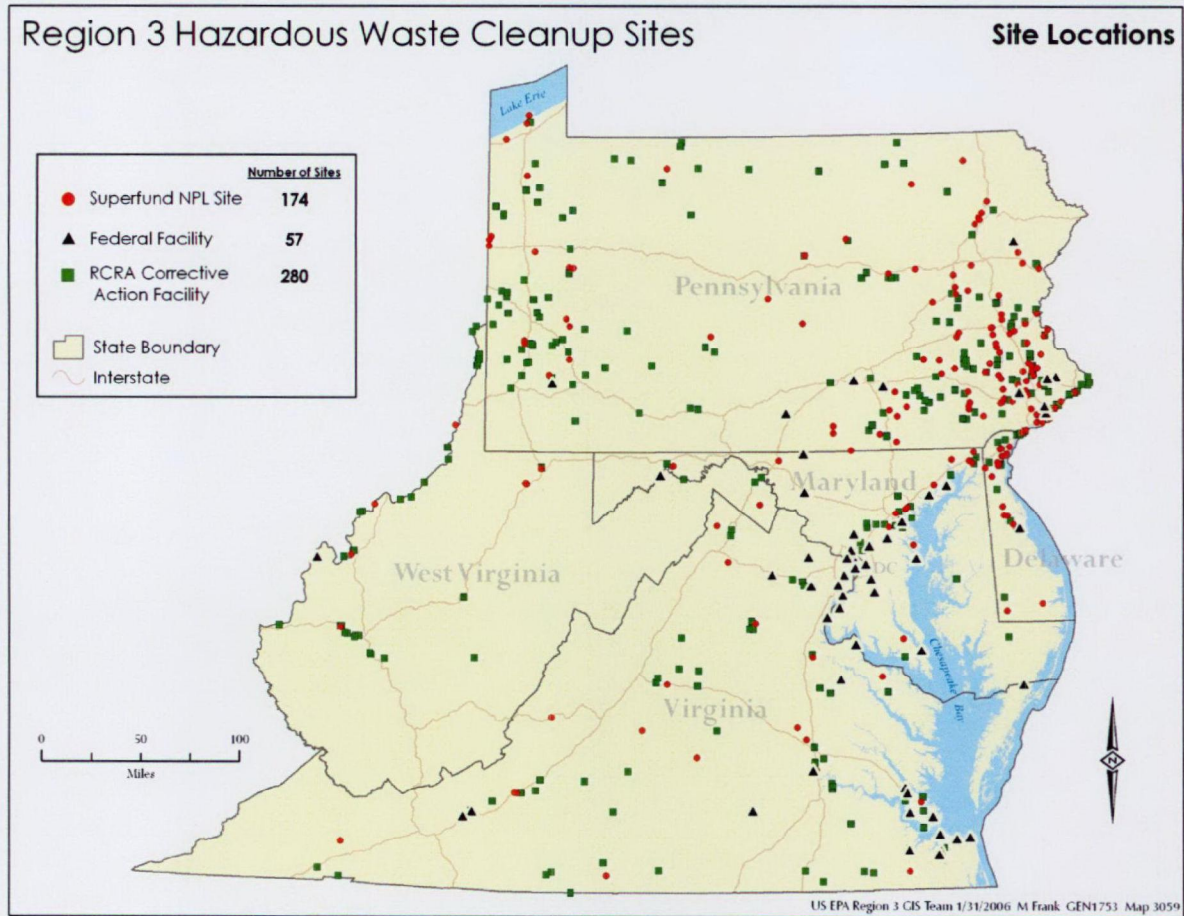 Region 3 Hazardous Waste Cleanup Sites
Site Locations
Lake Erie
Number of Sites
Superfund NPL Site 174
Federal Facility 57
RCRA Corrective
Action Facility 280
State Boundary
Interstate
Pennsylvania
Maryland
West Virginia
DC
Delaware
Chesapeake Bay
Virginia
0 50 100
Miles
N
US EPA Region 3 GIS Team 1/31/2006 M Frank GEN1753 Map 3059